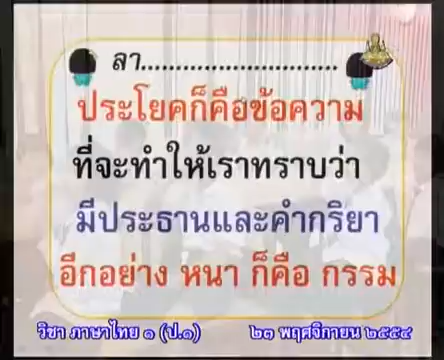 ลา..............................
ประโยคก็คือข้อความ
ที่จะทำให้เราทราบว่า
มีประธานและคำกริยา
อีกอย่าง หนา ก็คือ กรรม
วิชา ภาษาไทย ๑ (ป.๑) ๒๓ พฤศจิกายน ๒๕๕๔